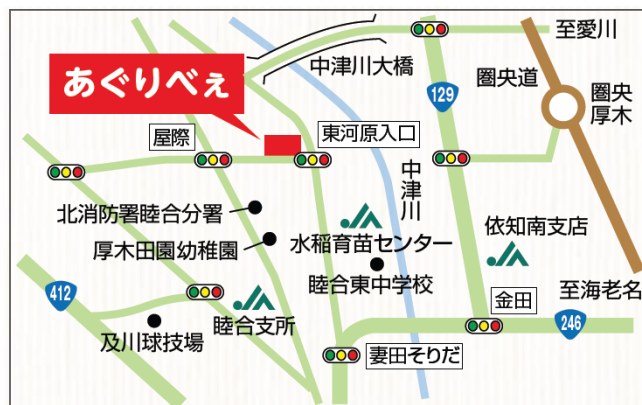 至愛川
中津川大橋
あぐりべぇ
圏央道
圏央
厚木
129
屋際
東河原入口
中津川
北消防署睦合分署
厚木田園幼稚園
水稲育苗センター
依知南支店
睦合東中学校
412
至海老名
金田
246
睦合支所
及川球技場
妻田そりだ